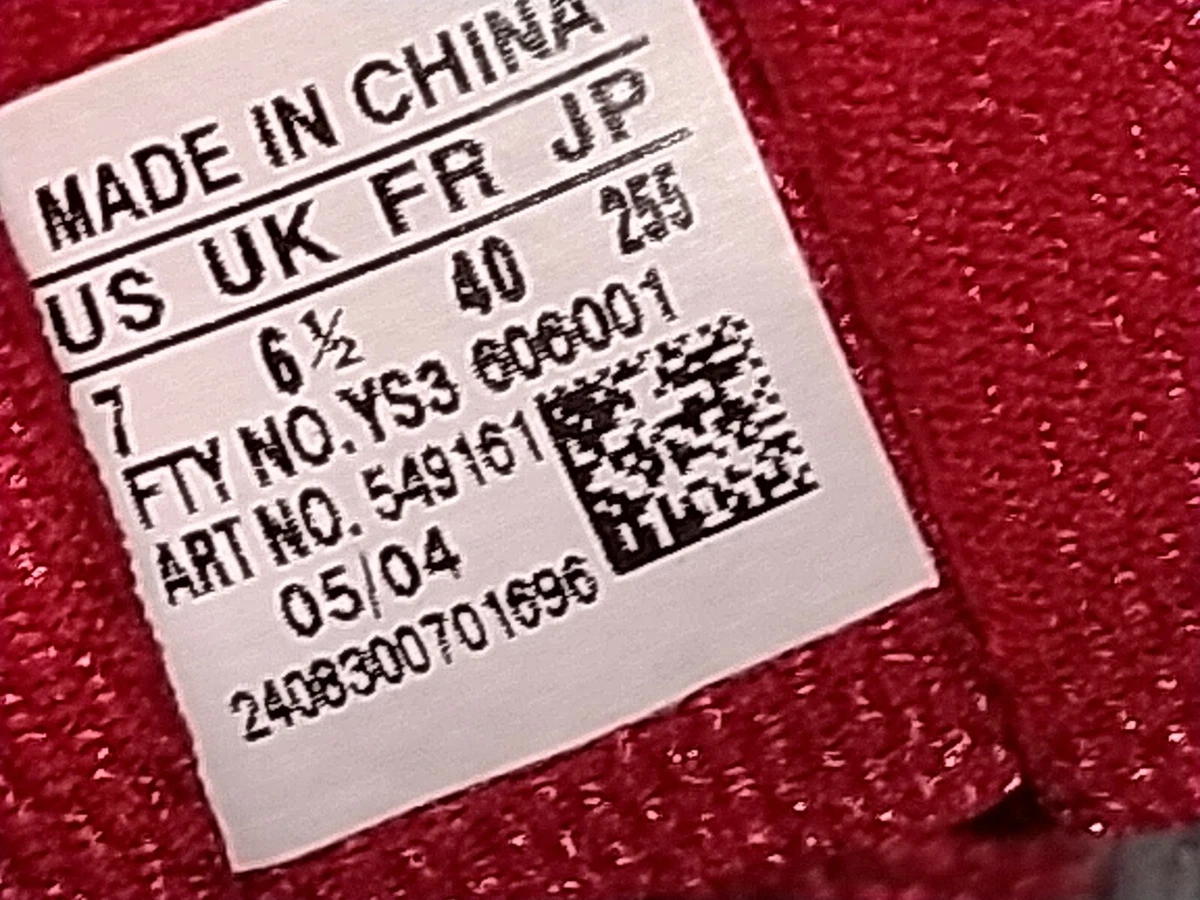 MADE IN CHINA
US UK FR JP
7 6½ 40 255
FTY NO. YS3 606001
ART NO. 549161
05/04
2408300701696